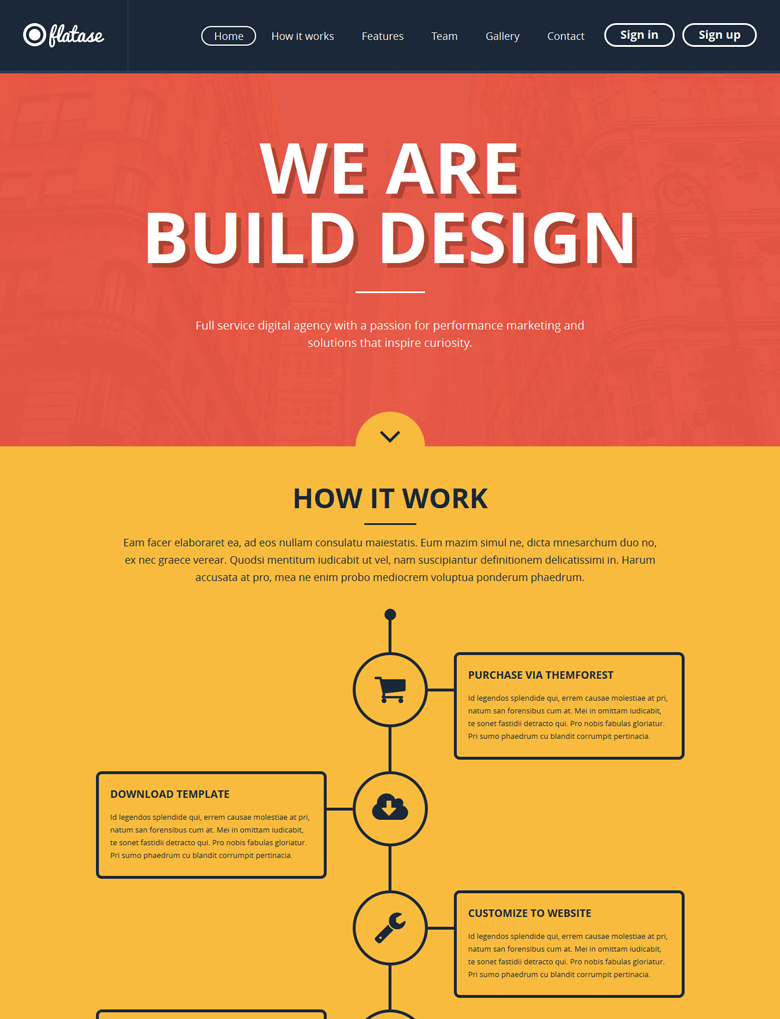 flatase
Home How it works Features Team Gallery Contact Sign in Sign up
WE ARE
BUILD DESIGN
Full service digital agency with a passion for performance marketing and
solutions that inspire curiosity.
HOW IT WORK
Eam facer elaboraret ea, ad eos nullam consulatu maiestatis. Eum mazim simul ne, dicta mnesarchum duo no,
ex nec graece verear. Quodsi mentitum iudicabit ut vel, nam suscipiantur definitionem delicatissimi in. Harum
accusata at pro, mea ne enim probo mediocrem voluptua ponderum phaedrum.
PURCHASE VIA THEMFOREST
Id legendos splendide qui, errem causae molestiae at pri,
natum san forensibus cum at. Mei in omittam iudicabit,
te sonet fastidii detracto qui. Pro nobis fabulas gloriatur.
Pri sumo phaedrum cu blandit corrumpit pertinacia.
DOWNLOAD TEMPLATE
Id legendos splendide qui, errem causae molestiae at pri,
natum san forensibus cum at. Mei in omittam iudicabit,
te sonet fastidii detracto qui. Pro nobis fabulas gloriatur.
Pri sumo phaedrum cu blandit corrumpit pertinacia.
CUSTOMIZE TO WEBSITE
Id legendos splendide qui, errem causae molestiae at pri,
natum san forensibus cum at. Mei in omittam iudicabit,
te sonet fastidii detracto qui. Pro nobis fabulas gloriatur.
Pri sumo phaedrum cu blandit corrumpit pertinacia.